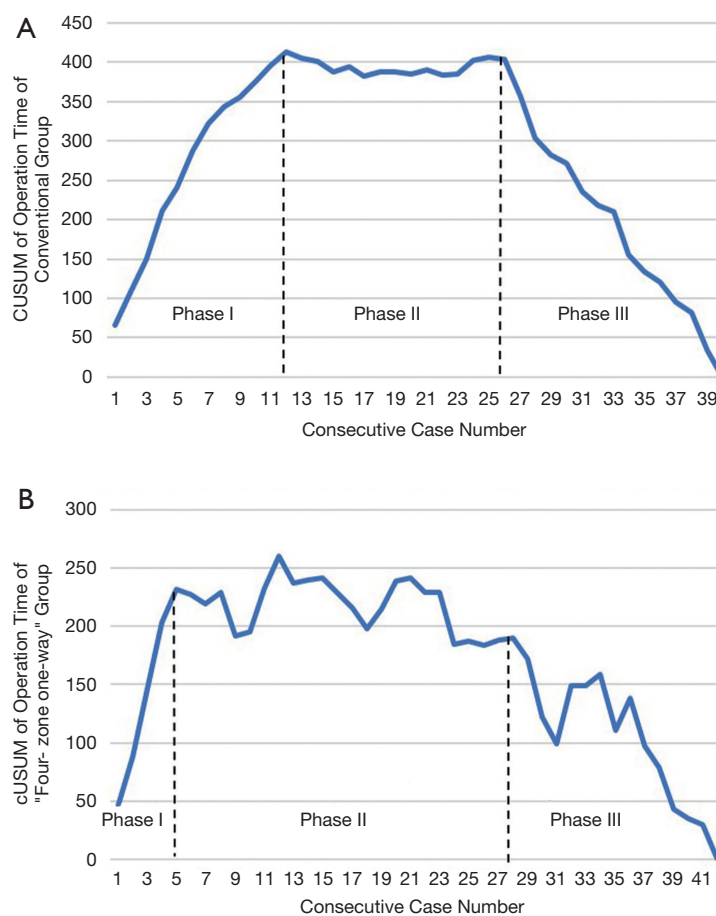 A
CUSUM of Operation Time of
Conventional Group
450
400
350
300
250
200
150
100
50
0
Phase I Phase II Phase III
1 3 5 7 9 11 13 15 17 19 21 23 25 27 29 31 33 35 37 39
Consecutive Case Number
B
cUSUM of Operation Time of
"Four- zone one-way" Group
300
250
200
150
100
50
0
Phase I Phase II Phase III
1 3 5 7 9 11 13 15 17 19 21 23 25 27 29 31 33 35 37 39 41
Consecutive Case Number